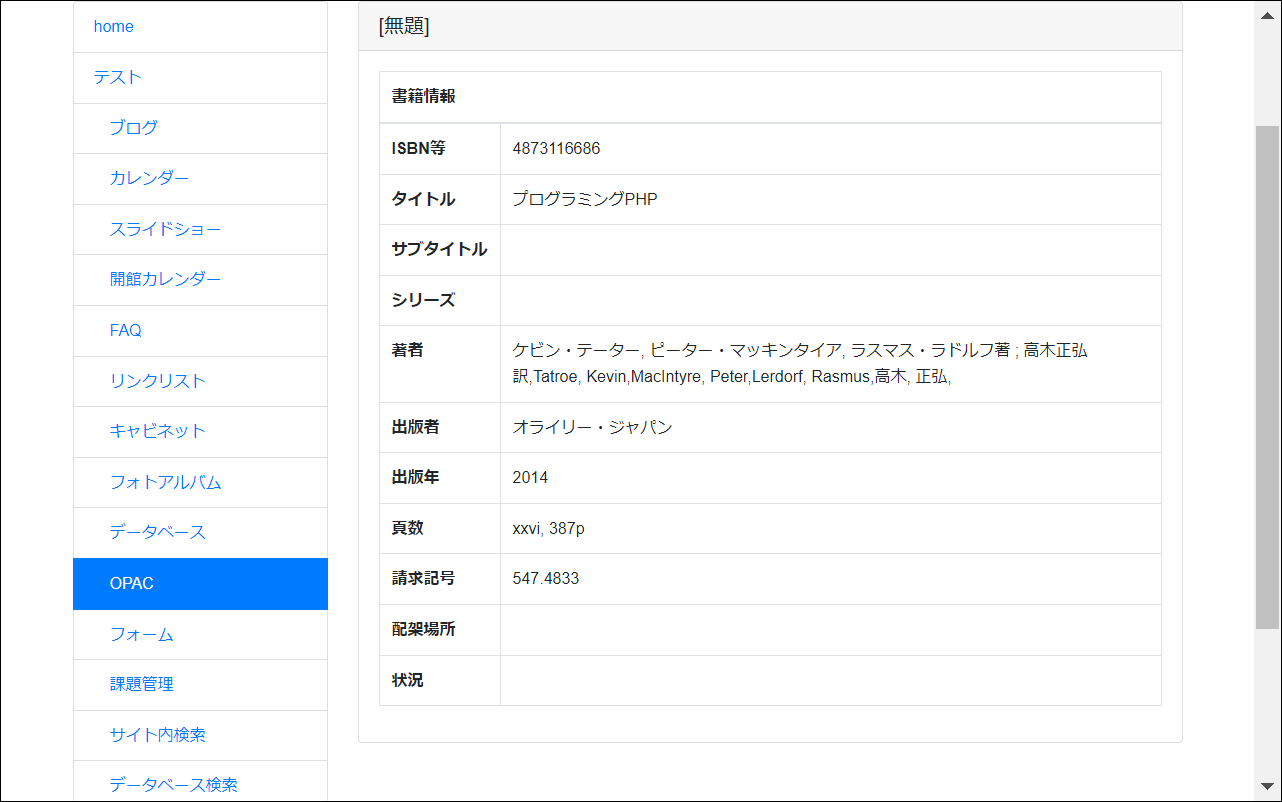 home
テスト
ブログ
カレンダー
スライドショー
開館カレンダー
FAQ
リンクリスト
キャビネット
フォトアルバム
データベース
OPAC
フォーム
課題管理
サイト内検索
データベース検索
[無題]
書籍情報
ISBN等 4873116686
タイトル プログラミングPHP
サブタイトル
シリーズ
著者 ケビン・テーター, ピーター・マッキンタイア, ラスマス・ラドルフ著 ; 高木正弘
訳,Tatroe, Kevin,MacIntyre, Peter,Lerdorf, Rasmus,高木, 正弘,
出版者 オライリー・ジャパン
出版年 2014
頁数 xxvi, 387p
請求記号 547.4833
配架場所
状況